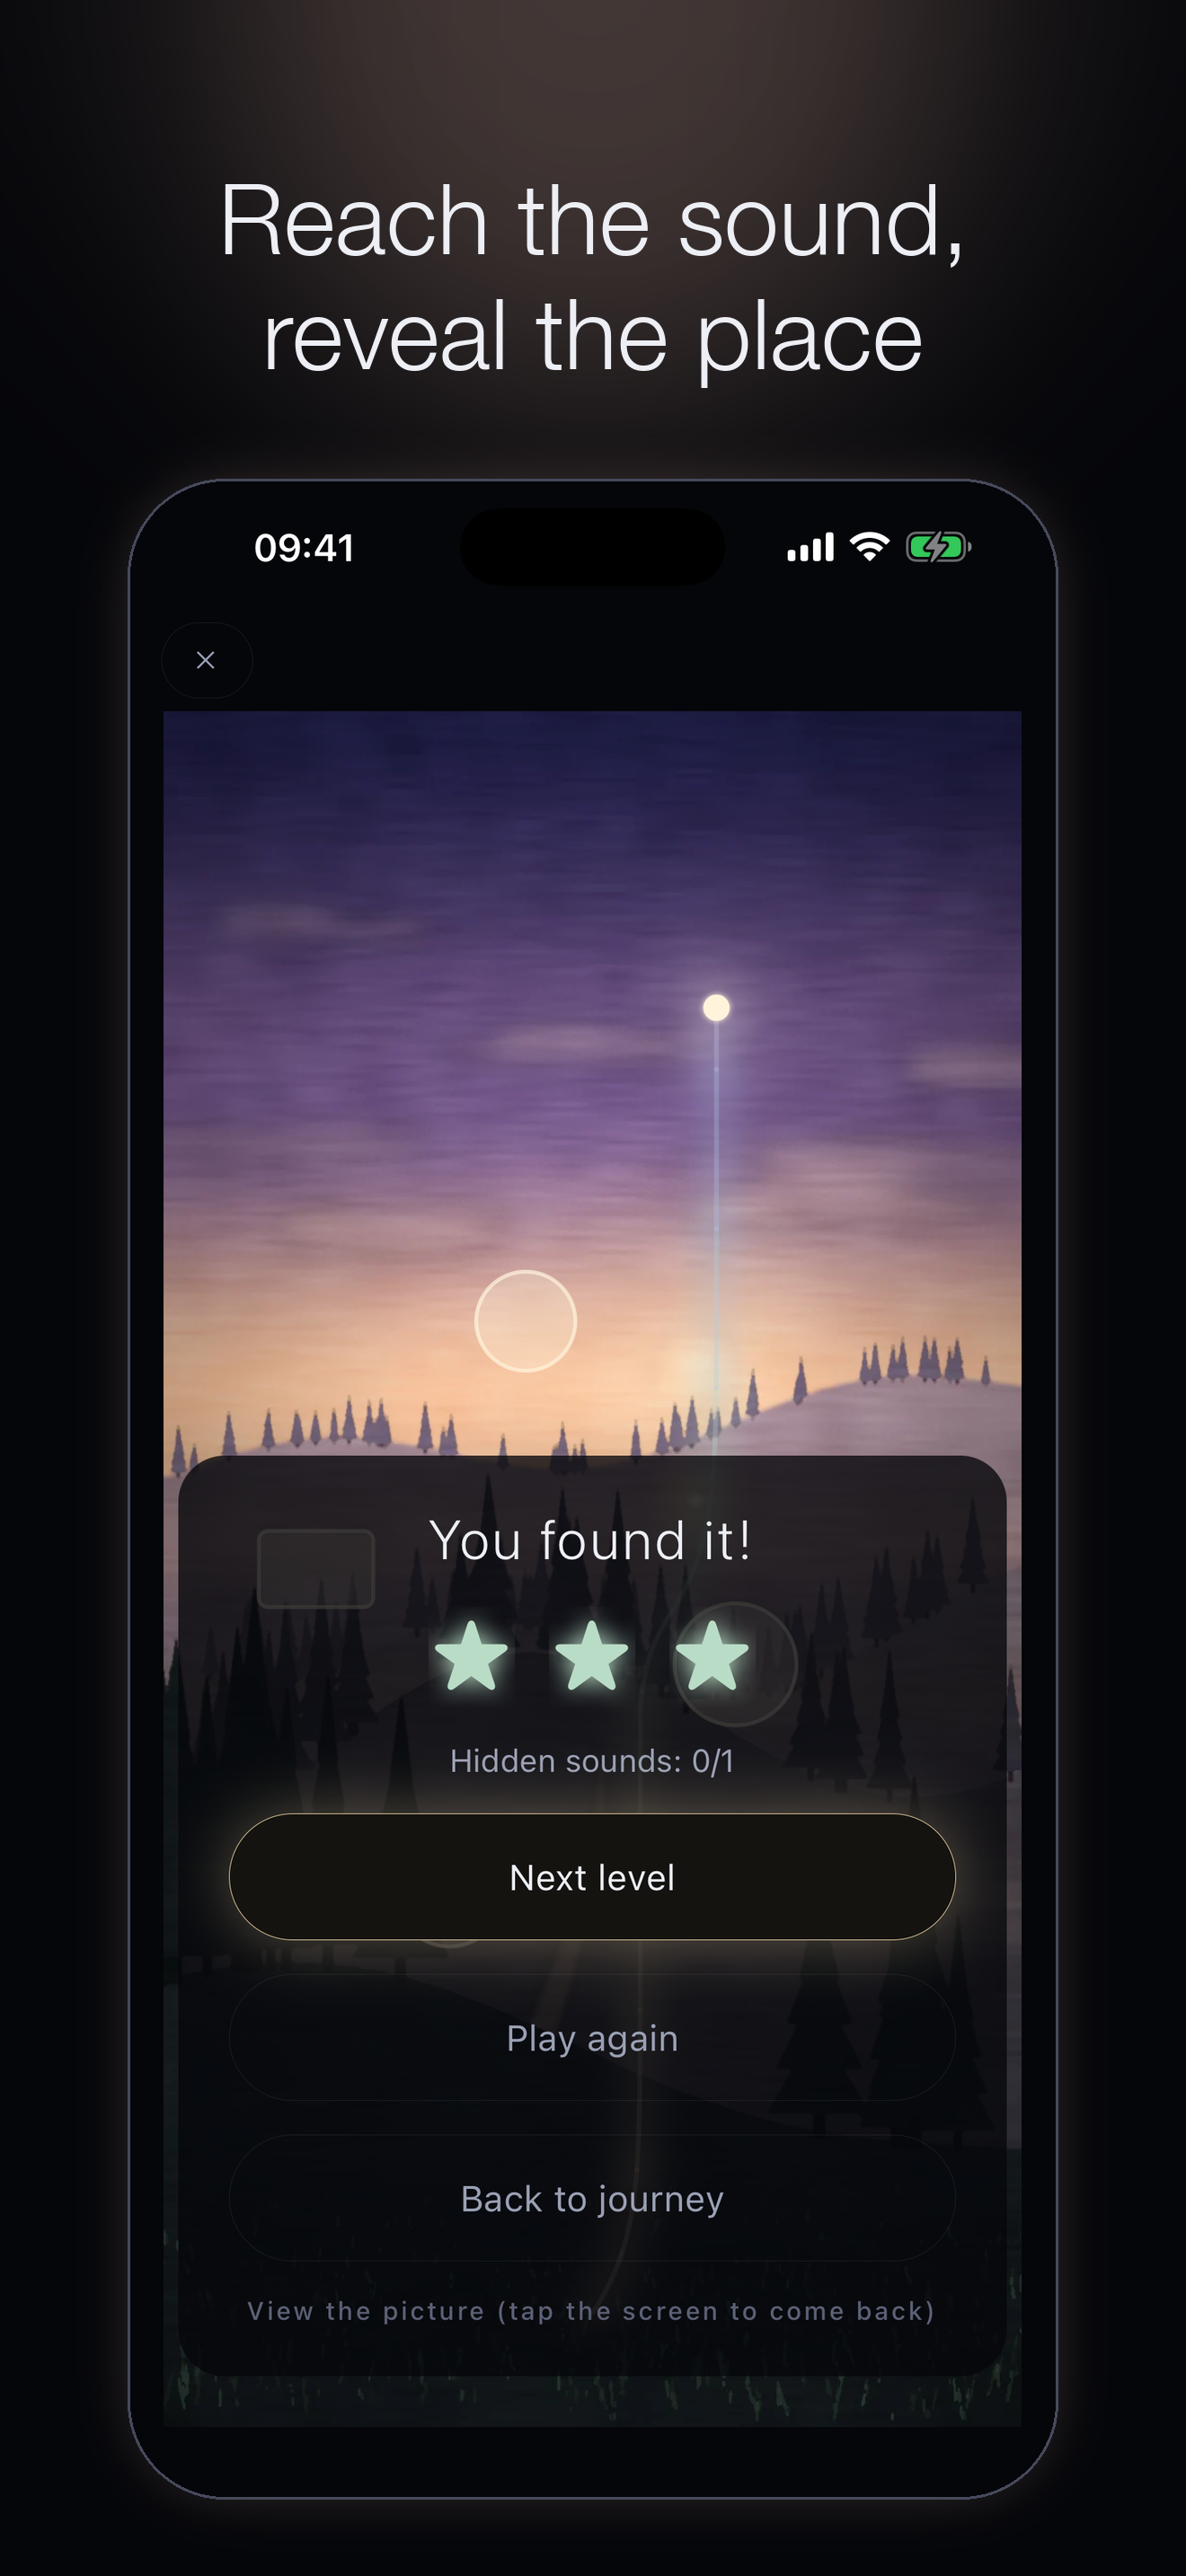 Reach the sound,
reveal the place
09:41
You found it!
Hidden sounds: 0/1
Next level
Play again
Back to journey
View the picture (tap the screen to come back)